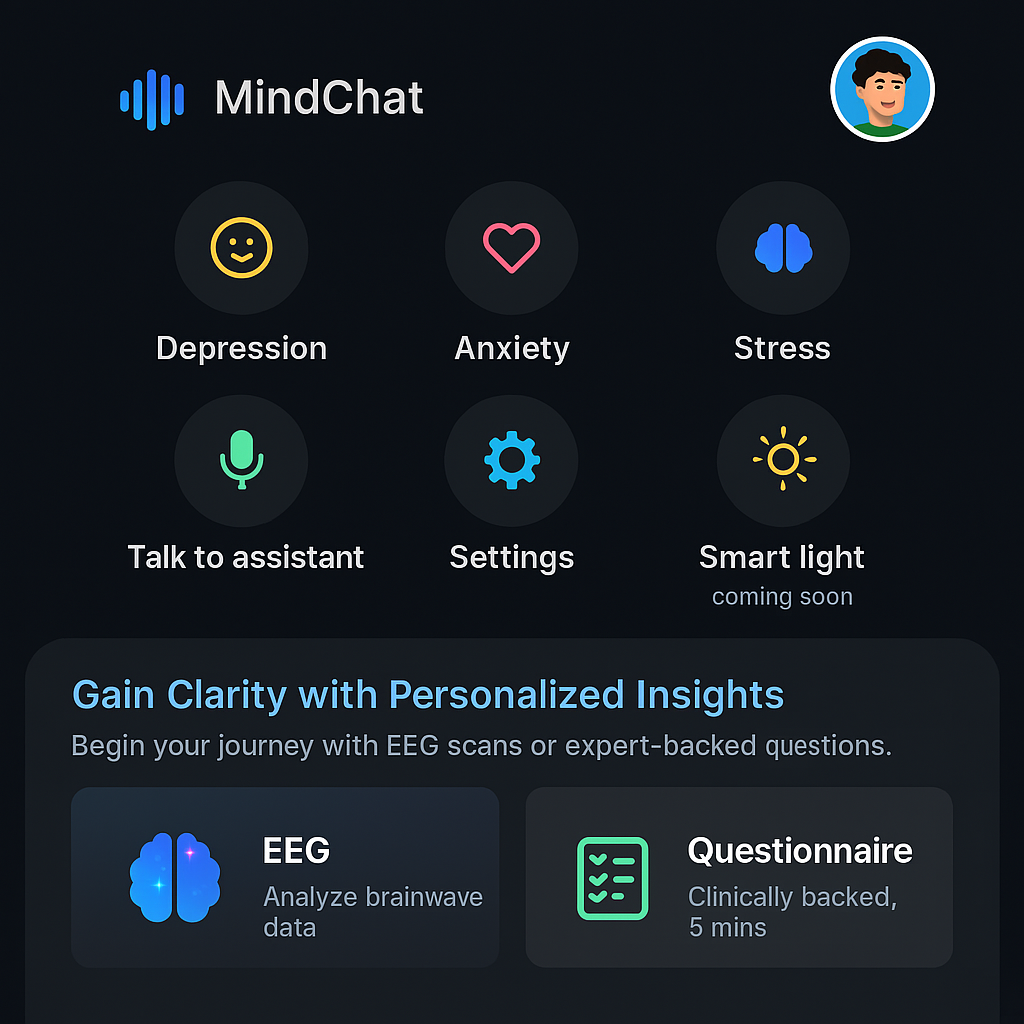 MindChat
Depression
Anxiety
Stress
Talk to assistant
Settings
Smart light
coming soon
Gain Clarity with Personalized Insights
Begin your journey with EEG scans or expert-backed questions.
EEG
Analyze brainwave
data
Questionnaire
Clinically backed,
5 mins